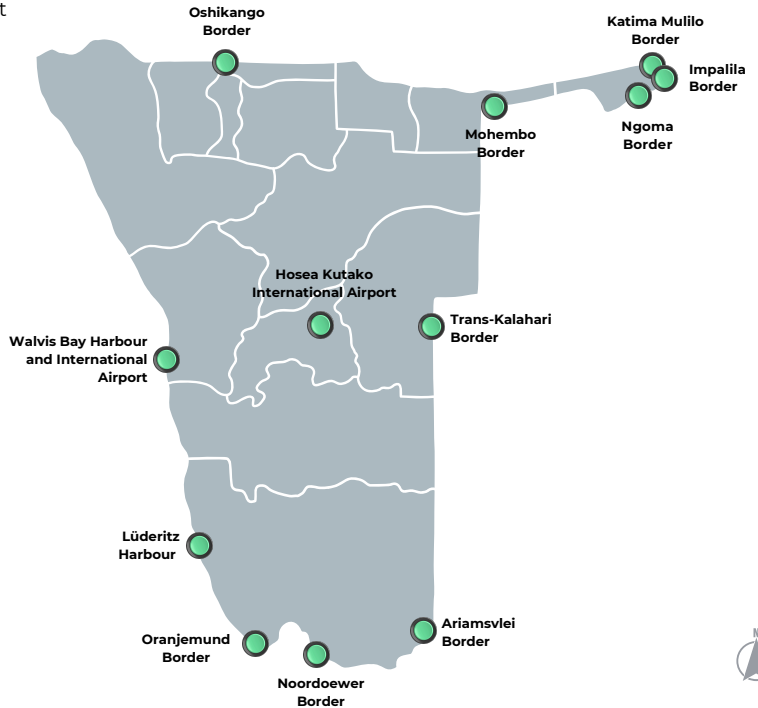 t
Oshikango
Border
Katima Mulilo
Border
Impalila
Border
Mohembo
Border
Ngoma
Border
Hosea Kutako
International Airport
Trans-Kalahari
Border
Walvis Bay Harbour
and International
Airport
Lüderitz
Harbour
Ariamsvlei
Border
Oranjemund
Border
Noordoewer
Border
N